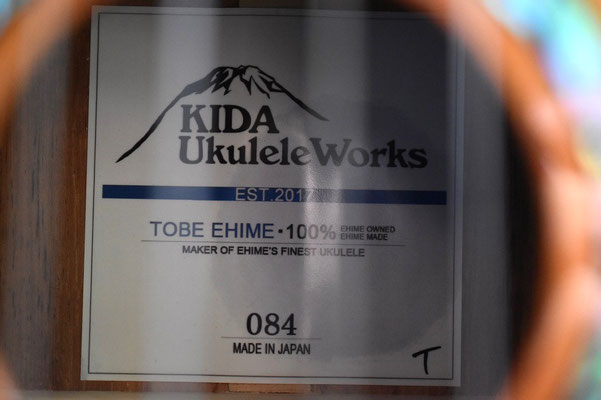 KIDA
UkuleleWorks
EST.2017
TOBE EHIME・100% EHIME OWNED
EHIME MADE
MAKER OF EHIME'S FINEST UKULELE
084
MADE IN JAPAN
T